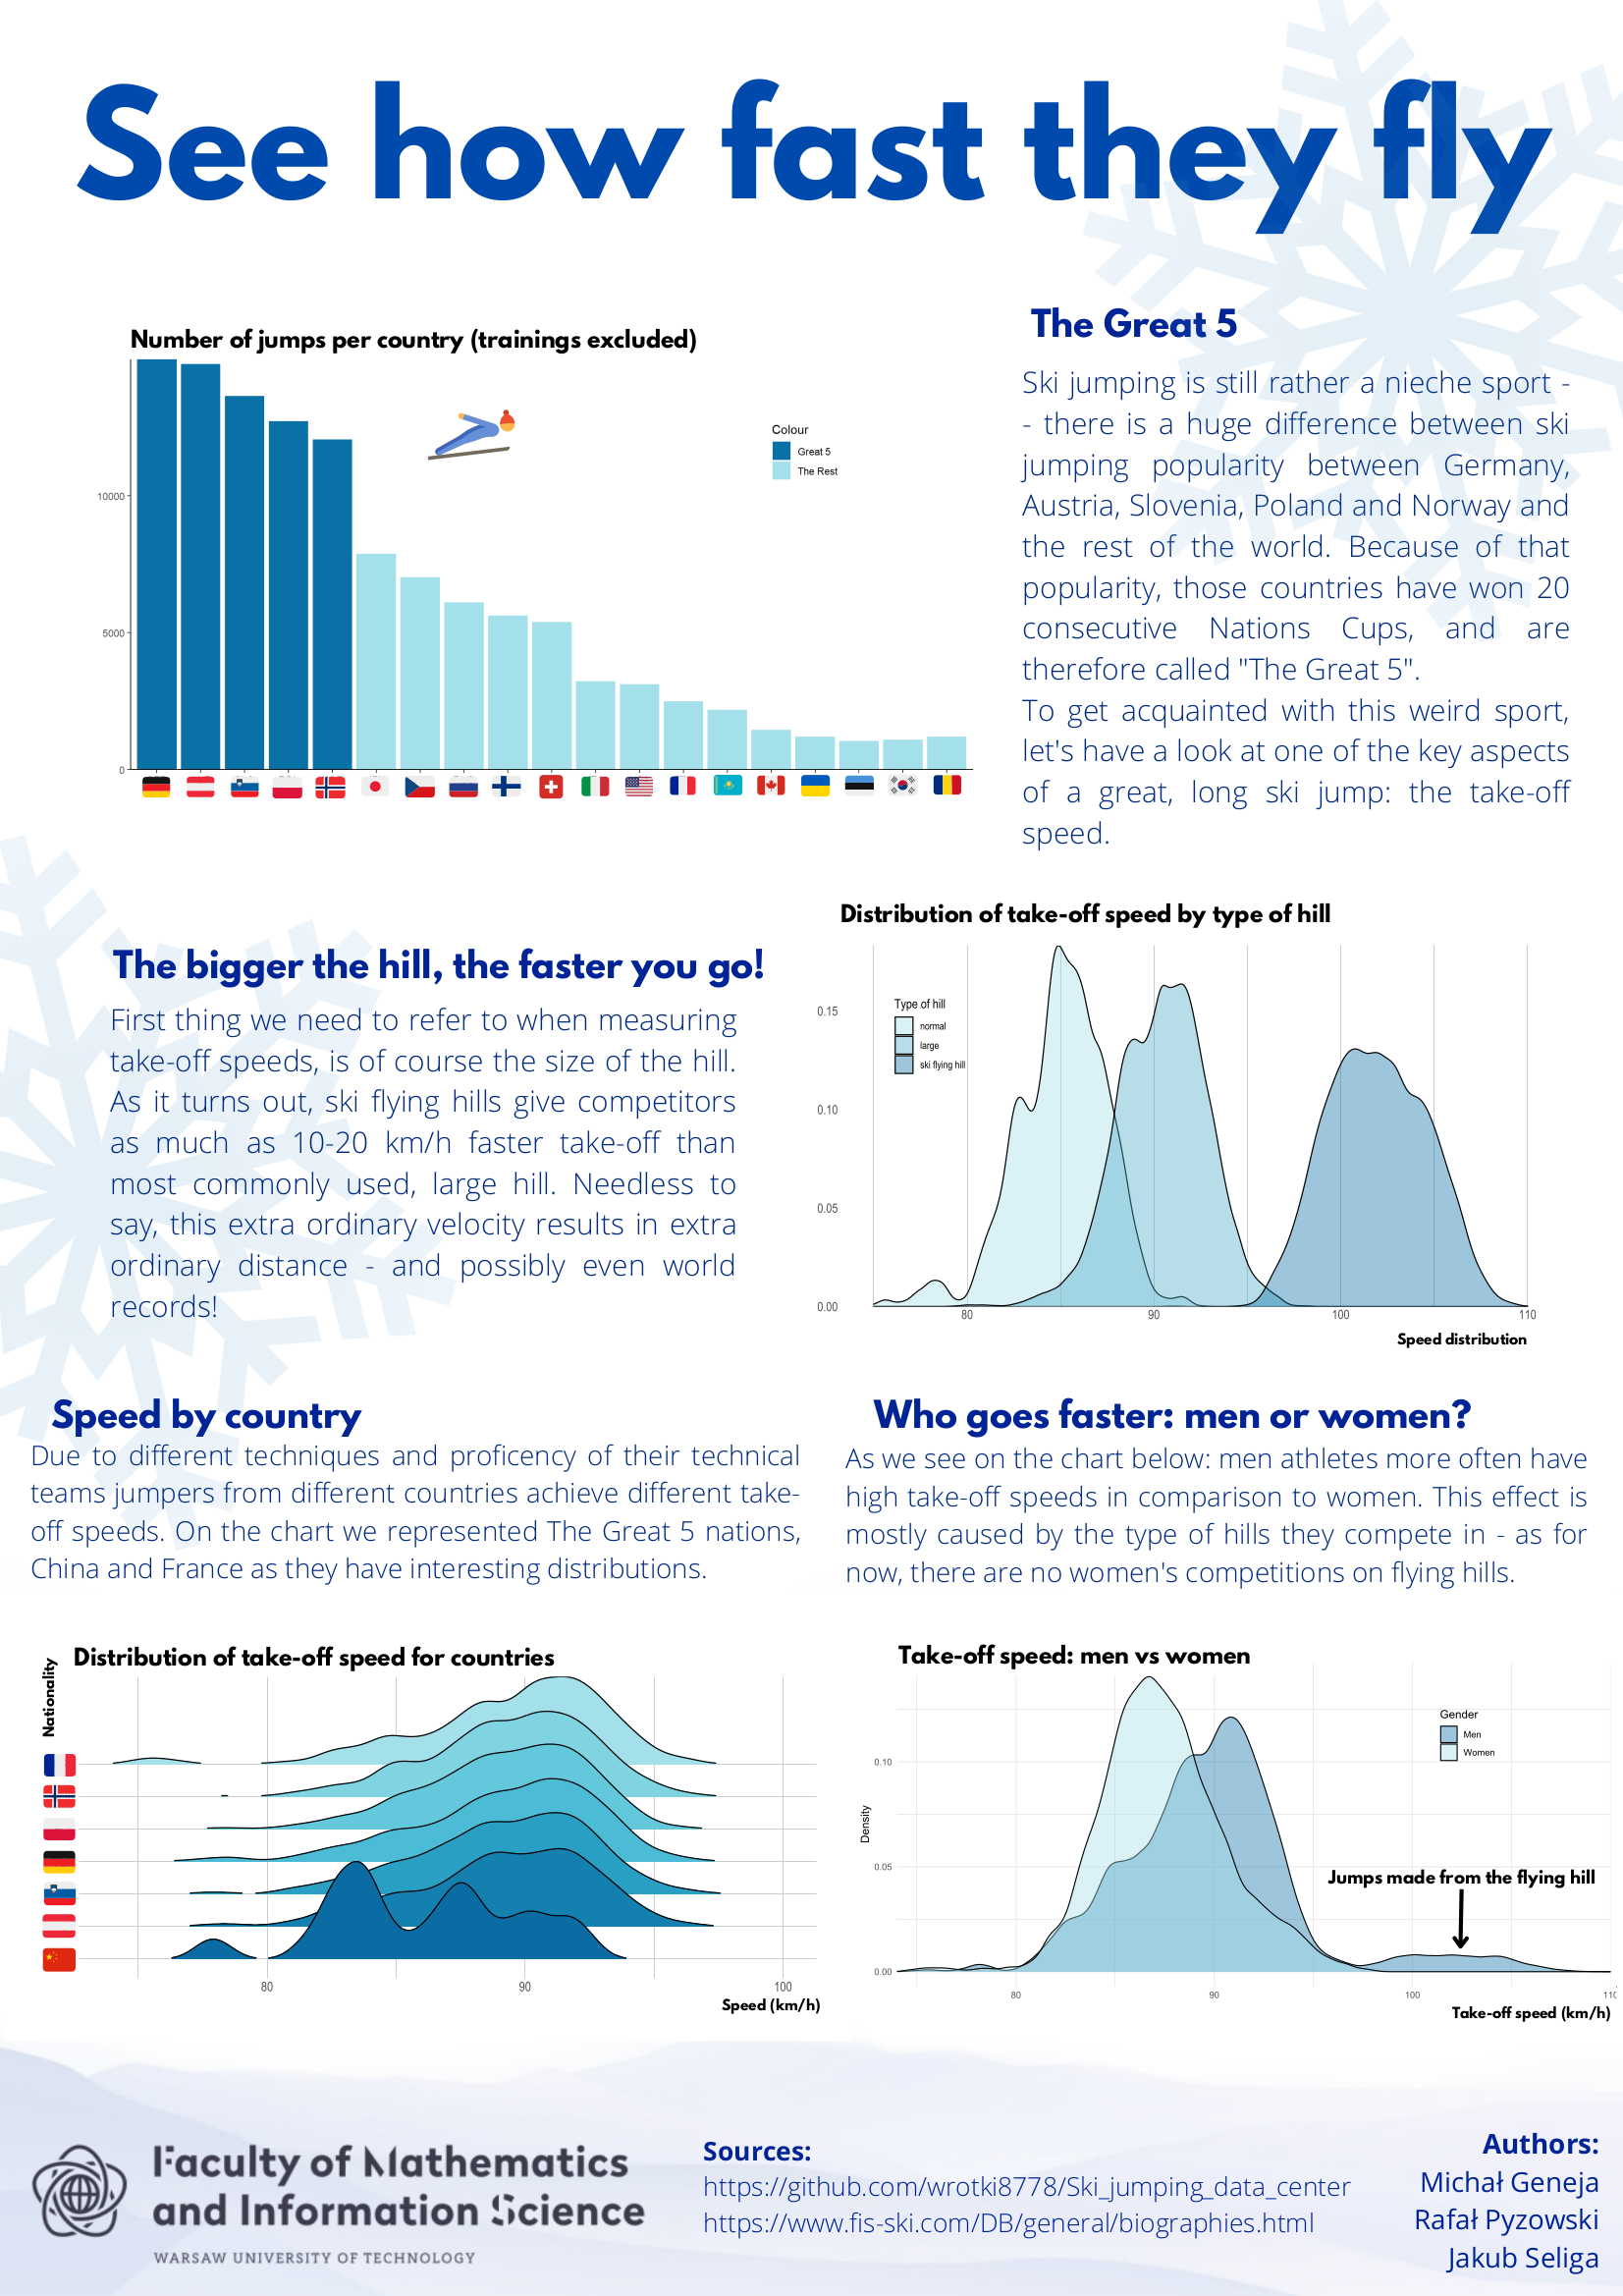 See how fast they fly
Number of jumps per country (trainings excluded)
10000
5000
0
Colour
Great 5
The Rest
The Great 5
Ski jumping is still rather a nieche sport -
- there is a huge difference between ski
jumping popularity between Germany,
Austria, Slovenia, Poland and Norway and
the rest of the world. Because of that
popularity, those countries have won 20
consecutive Nations Cups, and are
therefore called "The Great 5".
To get acquainted with this weird sport,
let's have a look at one of the key aspects
of a great, long ski jump: the take-off
speed.
The bigger the hill, the faster you go!
First thing we need to refer to when measuring
take-off speeds, is of course the size of the hill.
As it turns out, ski flying hills give competitors
as much as 10-20 km/h faster take-off than
most commonly used, large hill. Needless to
say, this extra ordinary velocity results in extra
ordinary distance - and possibly even world
records!
Distribution of take-off speed by type of hill
0.15
0.10
0.05
0.00
Type of hill
normal
large
ski flying hill
80 90 100 110
Speed distribution
Speed by country
Due to different techniques and proficency of their technical
teams jumpers from different countries achieve different take-
off speeds. On the chart we represented The Great 5 nations,
China and France as they have interesting distributions.
Who goes faster: men or women?
As we see on the chart below: men athletes more often have
high take-off speeds in comparison to women. This effect is
mostly caused by the type of hills they compete in - as for
now, there are no women's competitions on flying hills.
Distribution of take-off speed for countries
Nationality
80 90 100
Speed (km/h)
Take-off speed: men vs women
Density
0.10
0.05
0.00
Gender
Men
Women
Jumps made from the flying hill
80 90 100 110
Take-off speed (km/h)
Faculty of Mathematics
and Information Science
WARSAW UNIVERSITY OF TECHNOLOGY
Sources:
https://github.com/wrotki8778/Ski_jumping_data_center
https://www.fis-ski.com/DB/general/biographies.html
Authors:
Michał Geneja
Rafał Pyzowski
Jakub Seliga